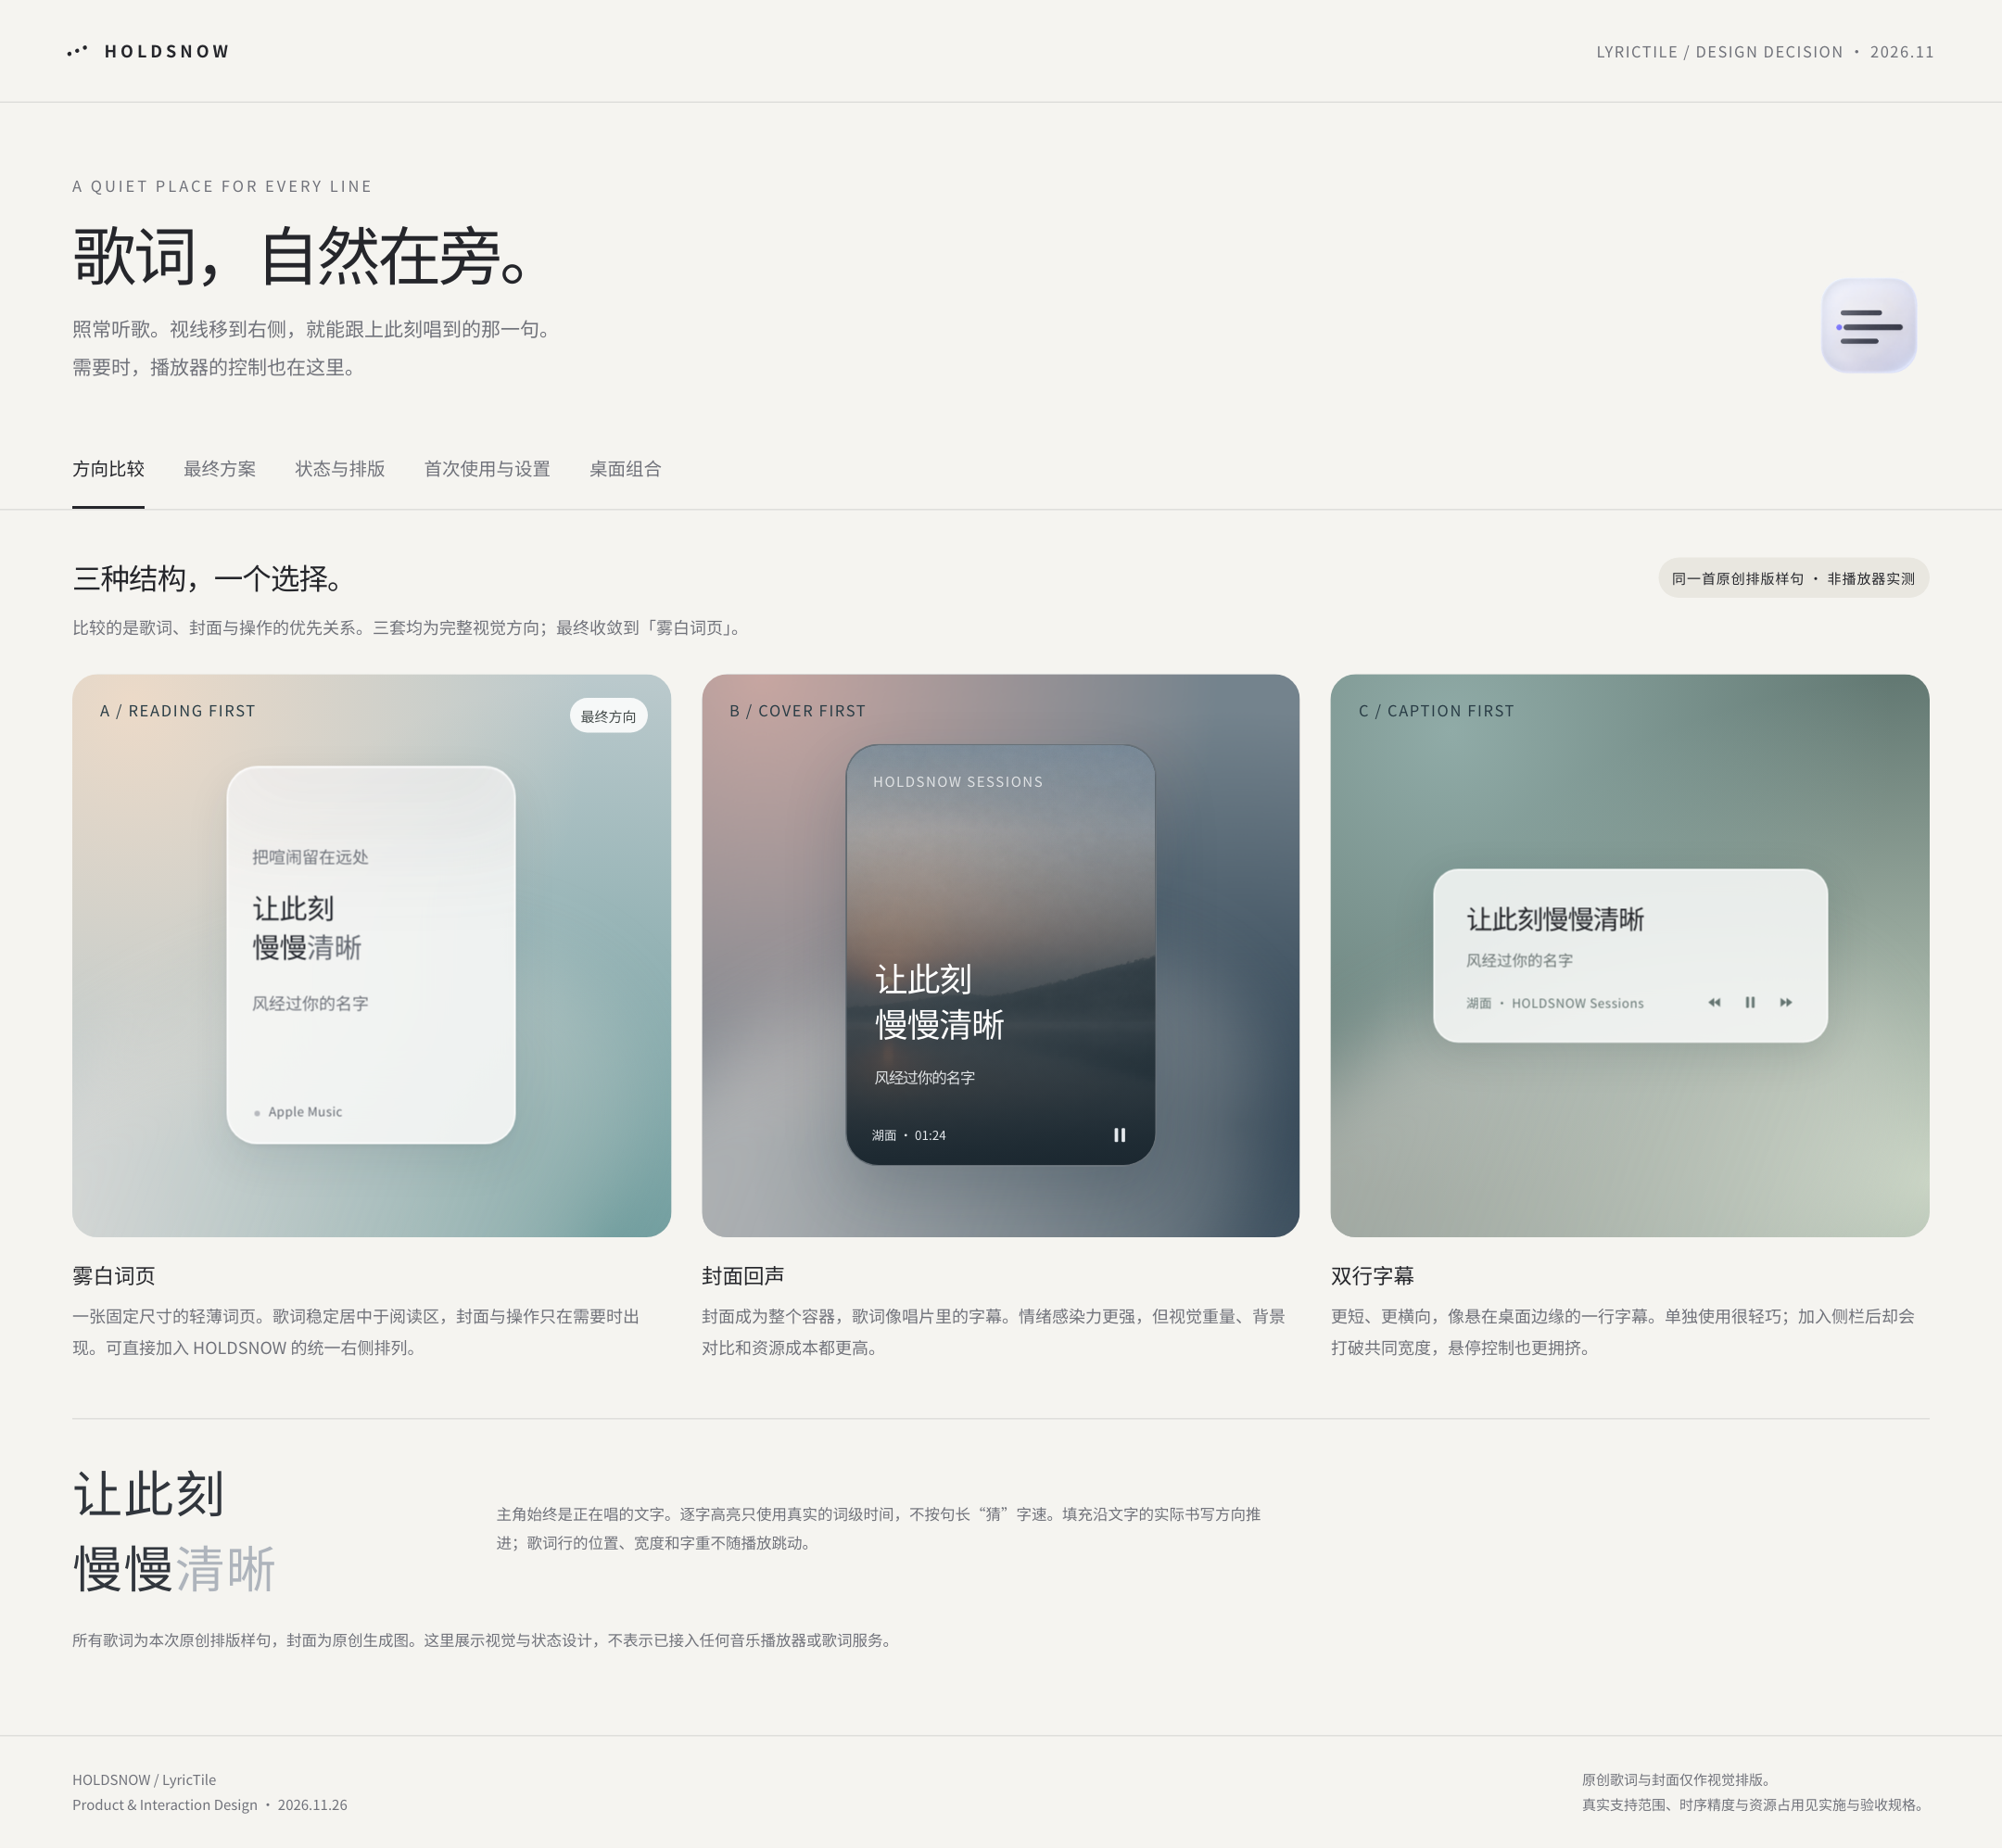 HOLDSNOW
LYRICTILE / DESIGN DECISION · 2026.11
A QUIET PLACE FOR EVERY LINE
歌词，自然在旁。
照常听歌。视线移到右侧，就能跟上此刻唱到的那一句。
需要时，播放器的控制也在这里。
方向比较
最终方案
状态与排版
首次使用与设置
桌面组合
三种结构，一个选择。
同一首原创排版样句 · 非播放器实测
比较的是歌词、封面与操作的优先关系。三套均为完整视觉方向；最终收敛到「雾白词页」。
A / READING FIRST
最终方向
把喧闹留在远处
让此刻
慢慢清晰
风经过你的名字
Apple Music
B / COVER FIRST
HOLDSNOW SESSIONS
让此刻
慢慢清晰
风经过你的名字
湖面 · 01:24
C / CAPTION FIRST
让此刻慢慢清晰
风经过你的名字
湖面 · HOLDSNOW Sessions
雾白词页
一张固定尺寸的轻薄词页。歌词稳定居中于阅读区，封面与操作只在需要时出
现。可直接加入 HOLDSNOW 的统一右侧排列。
封面回声
封面成为整个容器，歌词像唱片里的字幕。情绪感染力更强，但视觉重量、背景
对比和资源成本都更高。
双行字幕
更短、更横向，像悬在桌面边缘的一行字幕。单独使用很轻巧；加入侧栏后却会
打破共同宽度，悬停控制也更拥挤。
让此刻
慢慢清晰
主角始终是正在唱的文字。逐字高亮只使用真实的词级时间，不按句长“猜”字速。填充沿文字的实际书写方向推
进；歌词行的位置、宽度和字重不随播放跳动。
所有歌词为本次原创排版样句，封面为原创生成图。这里展示视觉与状态设计，不表示已接入任何音乐播放器或歌词服务。
HOLDSNOW / LyricTile
Product & Interaction Design · 2026.11.26
原创歌词与封面仅作视觉排版。
真实支持范围、时序精度与资源占用见实施与验收规格。